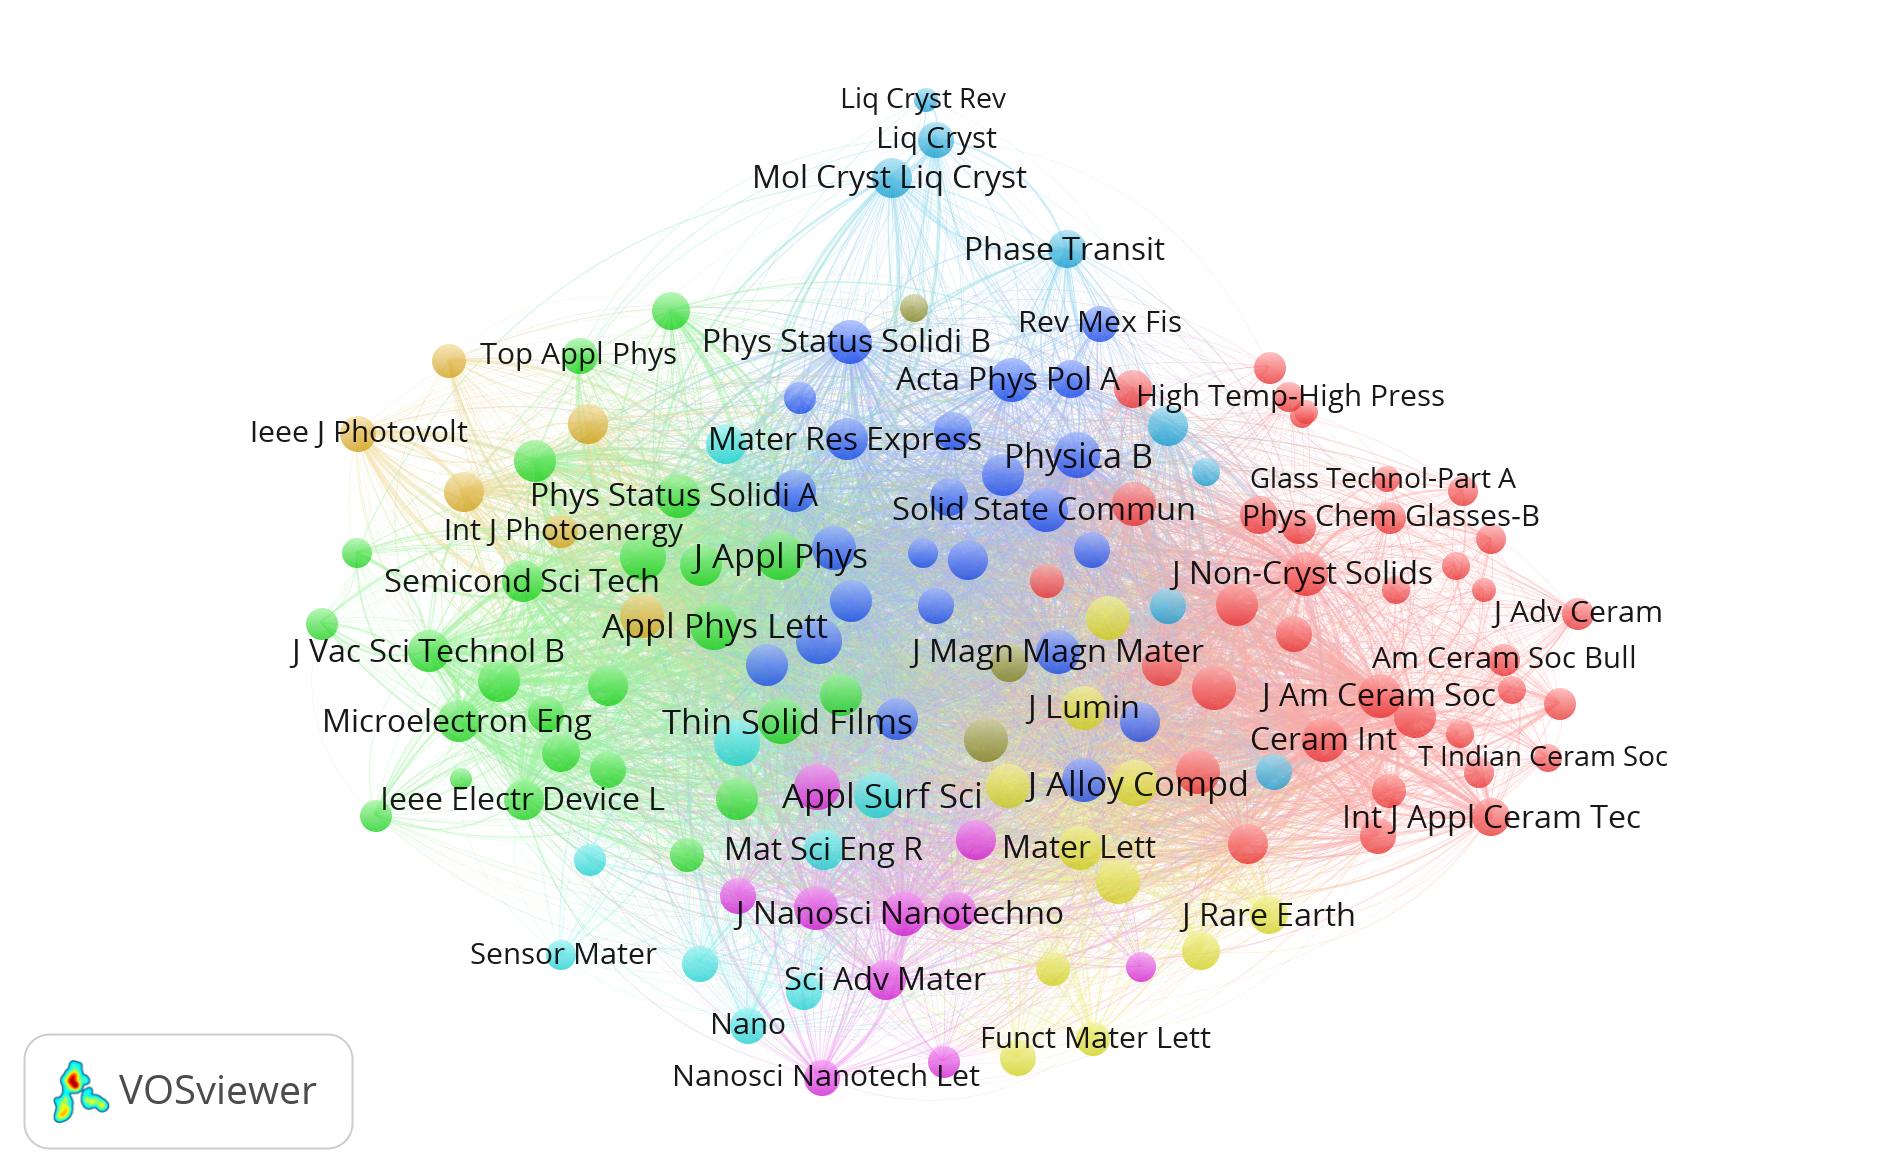 Liq Cryst Rev
Liq Cryst
Mol Cryst Liq Cryst
Phase Transit
Rev Mex Fis
Phys Status Solidi B
Top Appl Phys
Acta Phys Pol A
High Temp-High Press
Ieee J Photovolt
Mater Res Express
Physica B
Glass Technol-Part A
Phys Status Solidi A
Solid State Commun
Phys Chem Glasses-B
Int J Photoenergy
J Appl Phys
J Non-Cryst Solids
Semicond Sci Tech
J Adv Ceram
Appl Phys Lett
J Vac Sci Technol B
J Magn Magn Mater
Am Ceram Soc Bull
J Am Ceram Soc
J Lumin
Microelectron Eng
Thin Solid Films
Ceram Int
T Indian Ceram Soc
J Alloy Compd
Appl Surf Sci
Ieee Electr Device L
Int J Appl Ceram Tec
Mat Sci Eng R
Mater Lett
J Nanosci Nanotechno
J Rare Earth
Sensor Mater
Sci Adv Mater
Nano
Funct Mater Lett
Nanosci Nanotech Let
VOSviewer